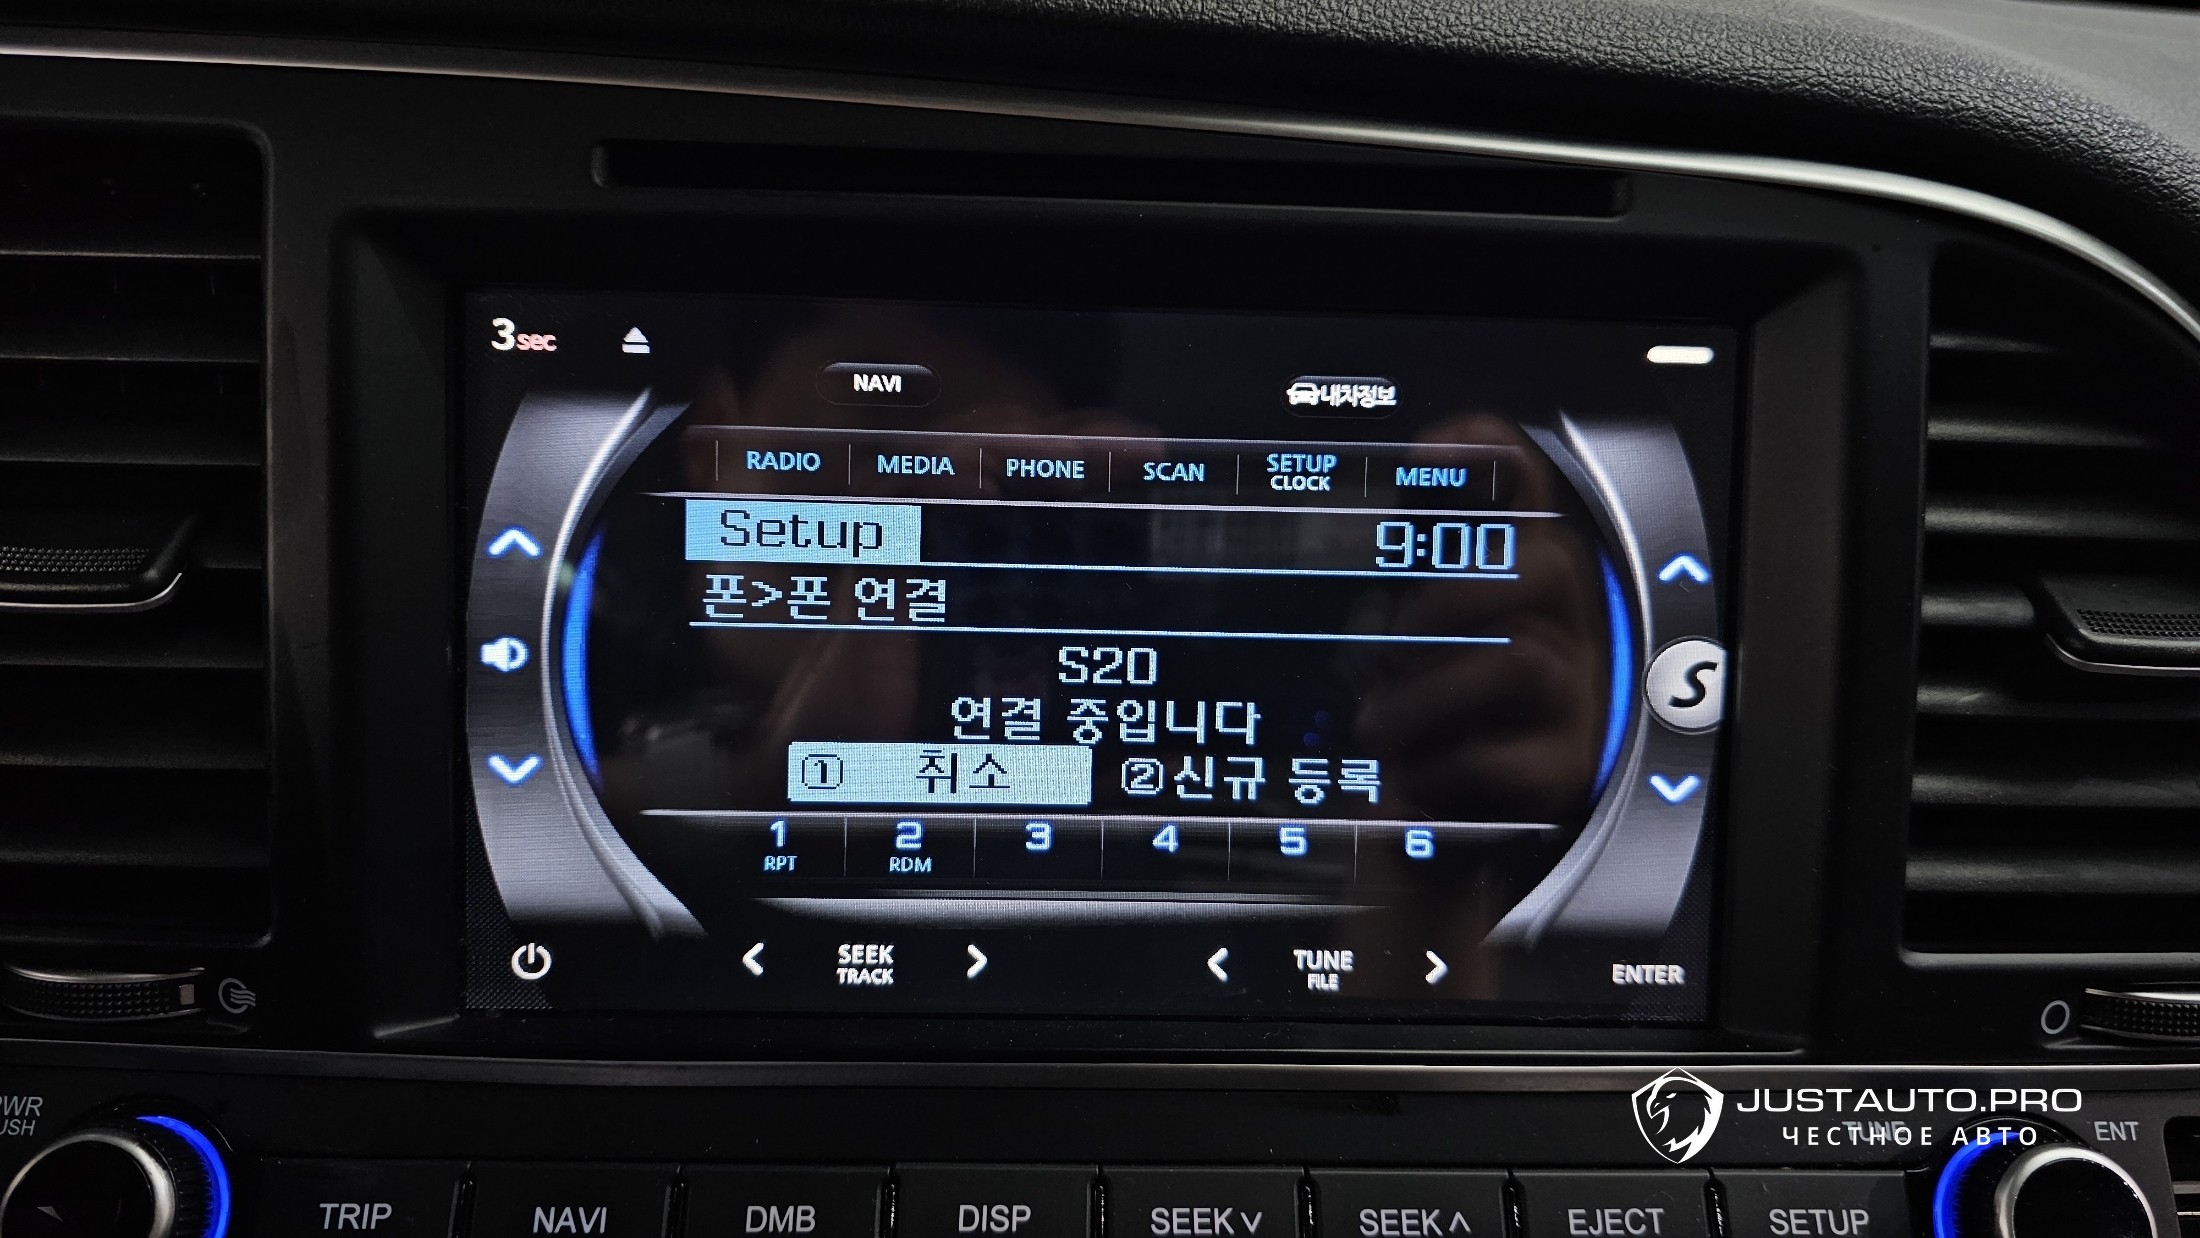 3sec
NAVI
내차정보
RADIO MEDIA PHONE SCAN SETUP CLOCK MENU
Setup 9:00
폰>폰 연결
S20
연결 중입니다
① 취소 ②신규 등록
1 RPT 2 RDM 3 4 5 6
S
SEEK TRACK TUNE FILE ENTER
JUSTAUTO.PRO
ЧЕСТНОЕ АВТО
PWR
TUNE ENT
TRIP NAVI DMB DISP SEEK∨ SEEK∧ EJECT SETUP